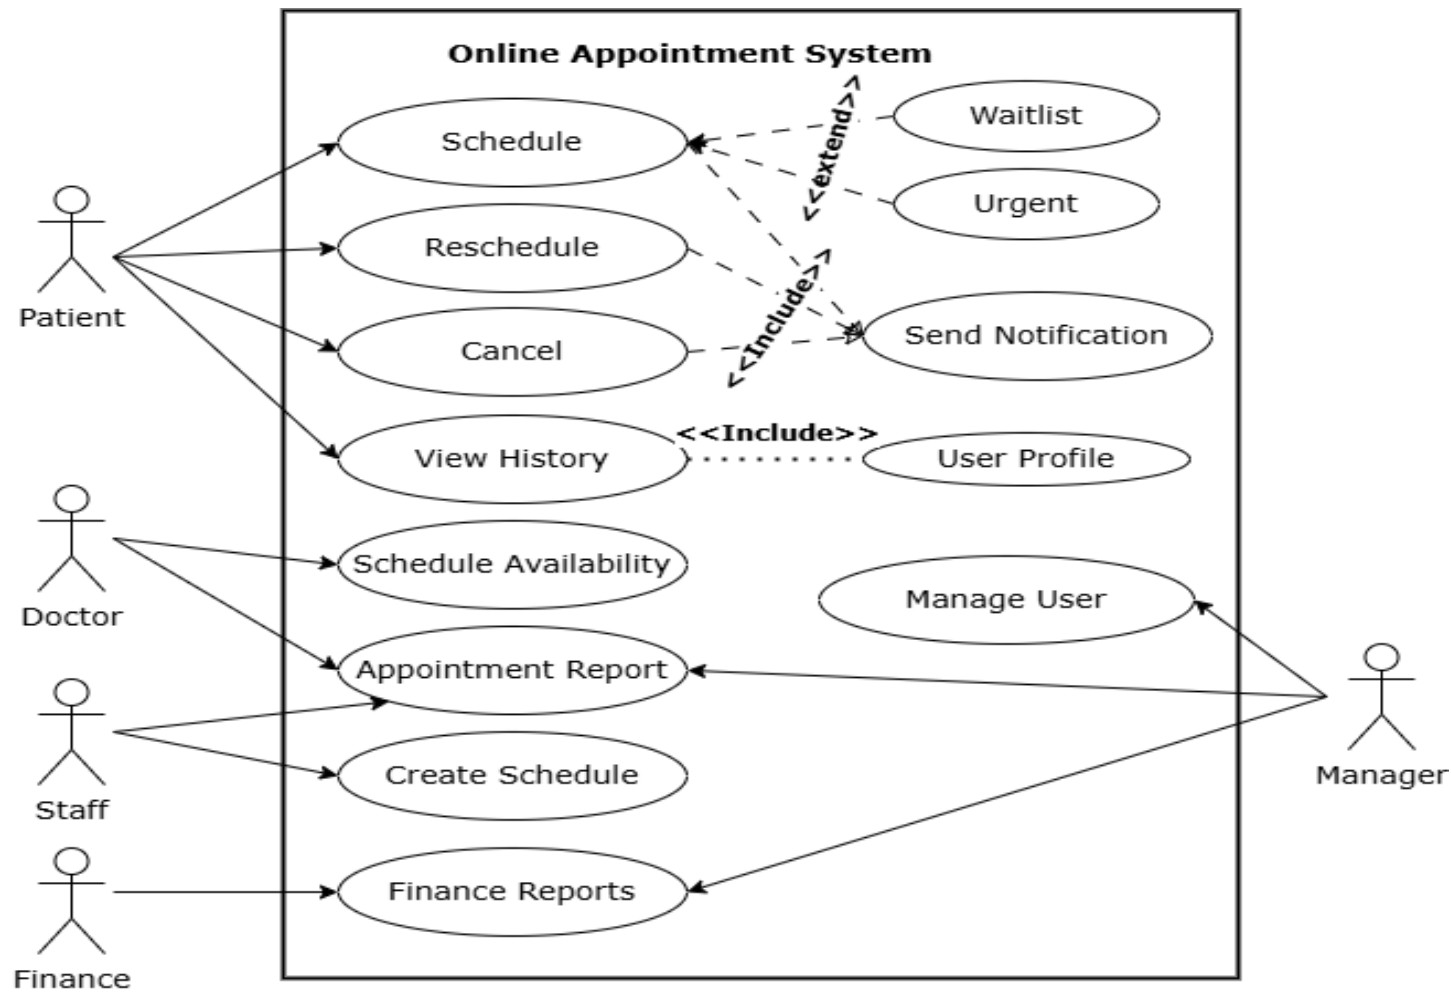 Online Appointment System
Schedule
Waitlist
<<extend>>
Urgent
Reschedule
Patient
<<Include>>
Send Notification
Cancel
<<Include>>
View History
User Profile
Schedule Availability
Doctor
Manage User
Appointment Report
Staff
Create Schedule
Manager
Finance Reports
Finance